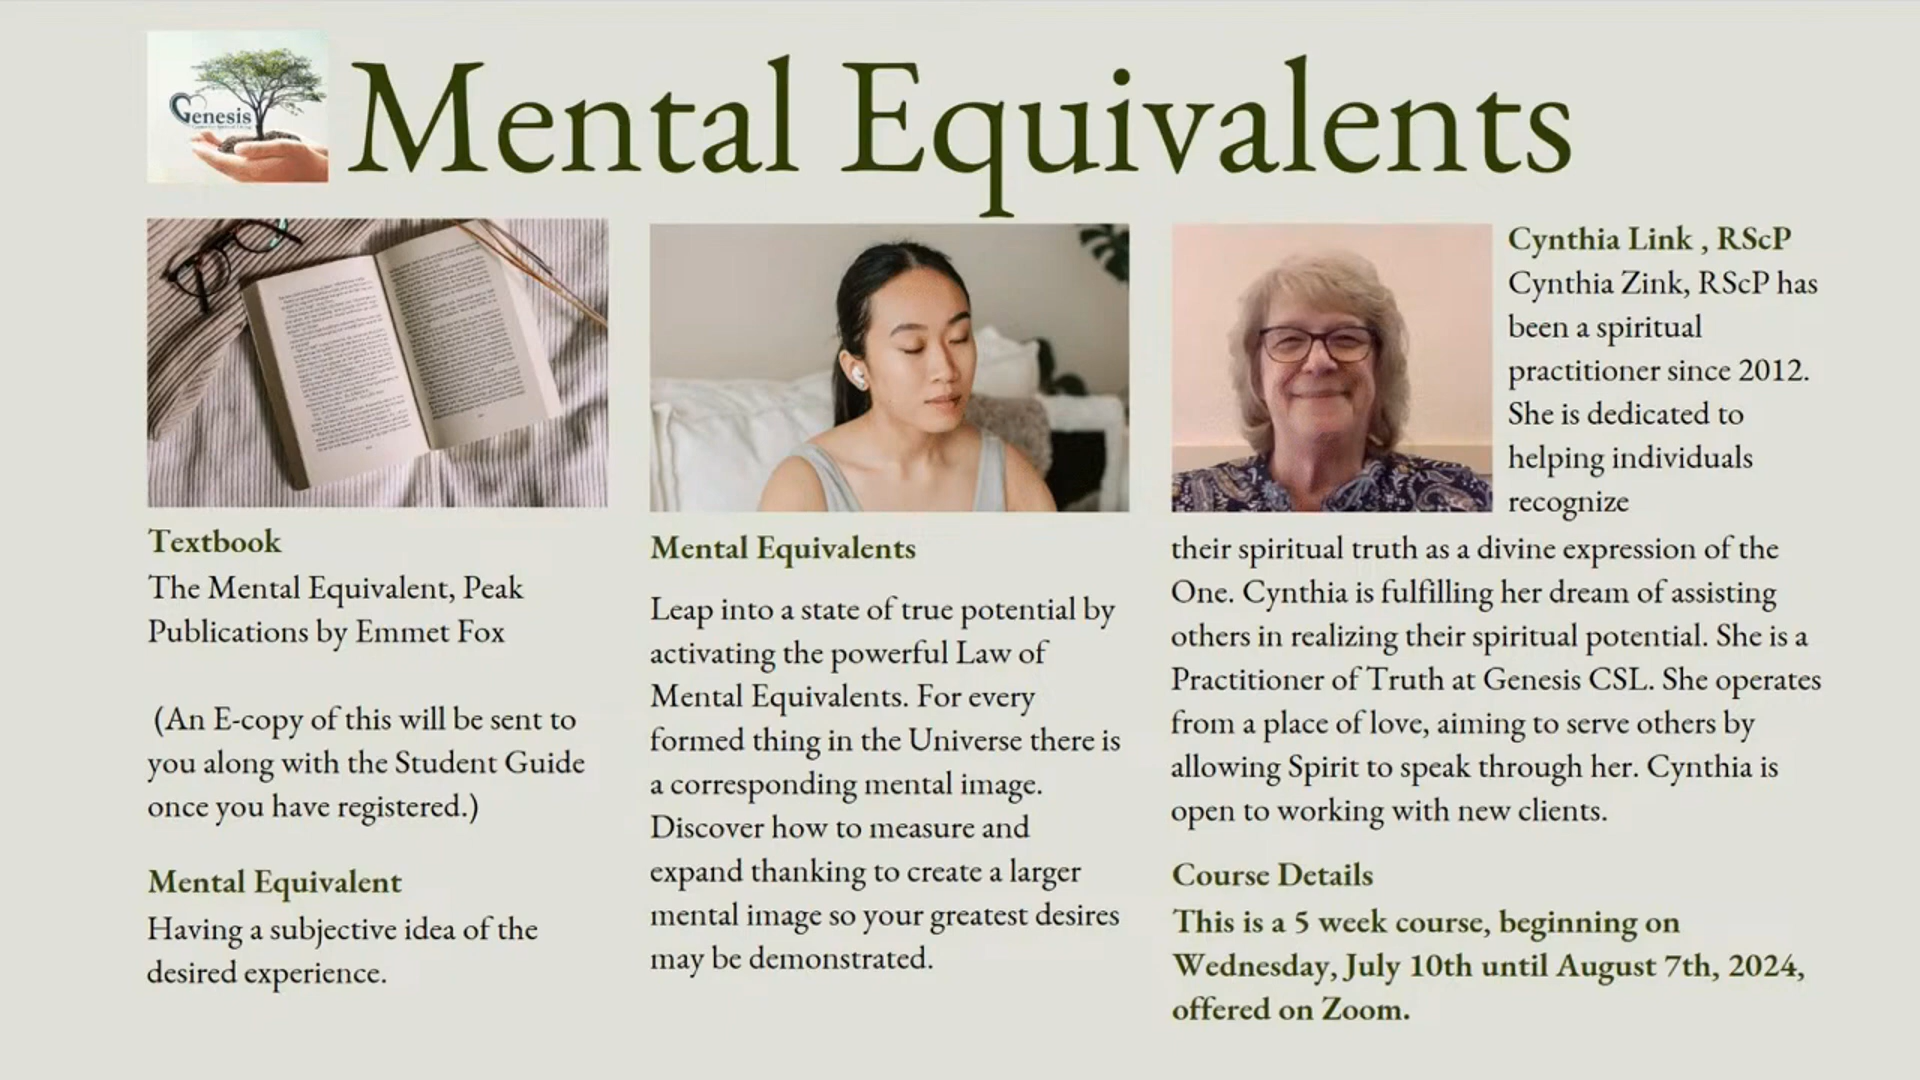 Genesis
Mental Equivalents
Textbook
The Mental Equivalent, Peak
Publications by Emmet Fox
(An E-copy of this will be sent to
you along with the Student Guide
once you have registered.)
Mental Equivalent
Having a subjective idea of the
desired experience.
Mental Equivalents
Leap into a state of true potential by
activating the powerful Law of
Mental Equivalents. For every
formed thing in the Universe there is
a corresponding mental image.
Discover how to measure and
expand thanking to create a larger
mental image so your greatest desires
may be demonstrated.
Cynthia Link , RScP
Cynthia Zink, RScP has
been a spiritual
practitioner since 2012.
She is dedicated to
helping individuals
recognize
their spiritual truth as a divine expression of the
One. Cynthia is fulfilling her dream of assisting
others in realizing their spiritual potential. She is a
Practitioner of Truth at Genesis CSL. She operates
from a place of love, aiming to serve others by
allowing Spirit to speak through her. Cynthia is
open to working with new clients.
Course Details
This is a 5 week course, beginning on
Wednesday, July 10th until August 7th, 2024,
offered on Zoom.